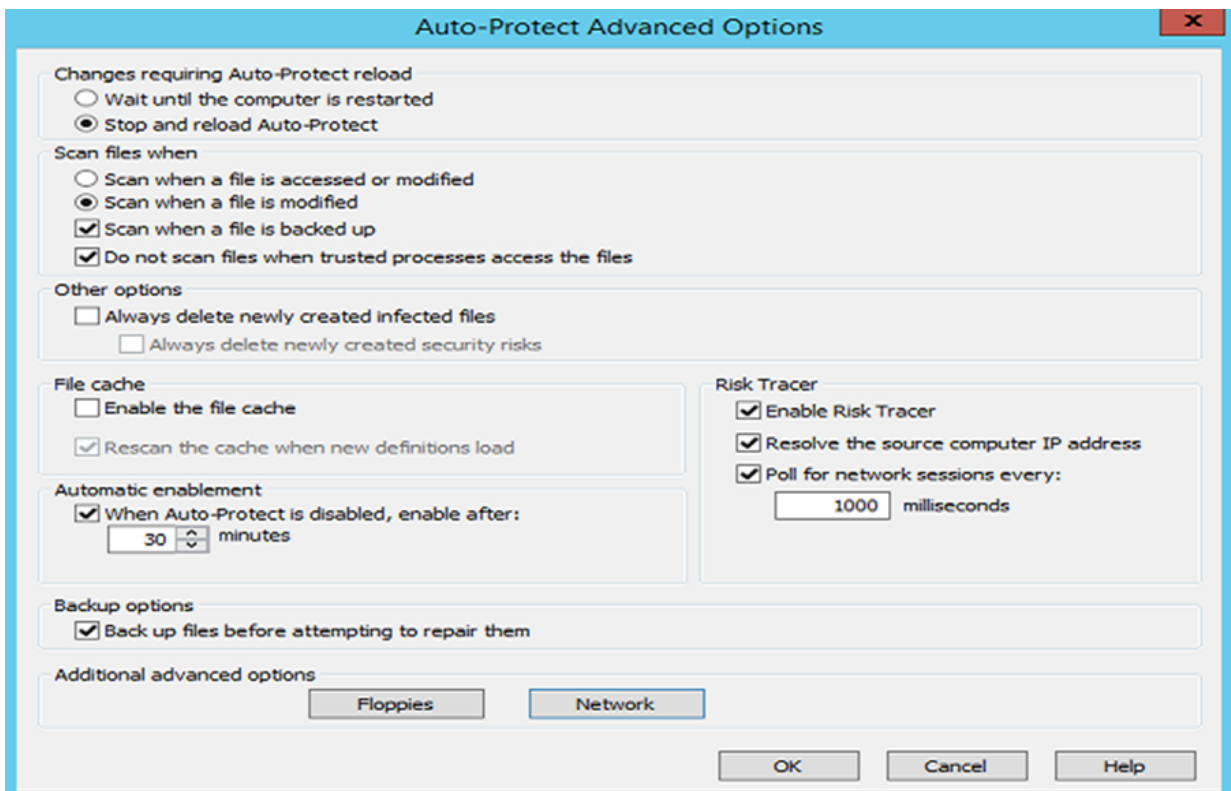 Auto-Protect Advanced Options
Changes requiring Auto-Protect reload
Wait until the computer is restarted
Stop and reload Auto-Protect
Scan files when
Scan when a file is accessed or modified
Scan when a file is modified
Scan when a file is backed up
Do not scan files when trusted processes access the files
Other options
Always delete newly created infected files
Always delete newly created security risks
File cache
Enable the file cache
Rescan the cache when new definitions load
Automatic enablement
When Auto-Protect is disabled, enable after:
30 minutes
Risk Tracer
Enable Risk Tracer
Resolve the source computer IP address
Poll for network sessions every:
1000 milliseconds
Backup options
Back up files before attempting to repair them
Additional advanced options
Floppies Network
OK Cancel Help